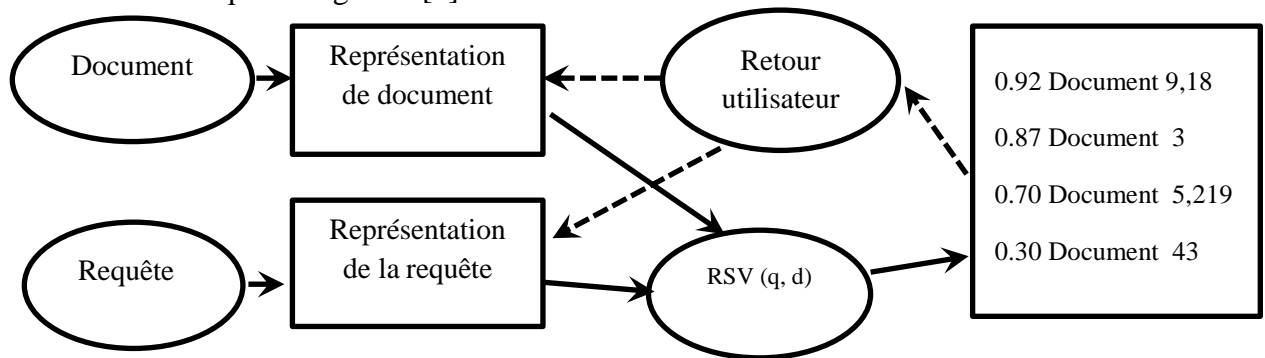 Document
Représentation
de document
Retour
utilisateur
0.92 Document 9,18
0.87 Document 3
0.70 Document 5,219
0.30 Document 43
Requête
Représentation
de la requête
RSV (q, d)